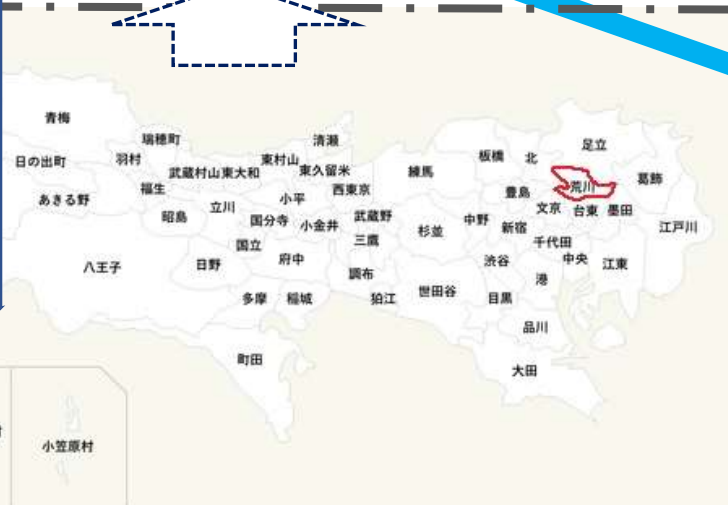 青梅
瑞穂町
清瀬
足立
日の出町
羽村
武蔵村山
東大和
東村山
東久留米
練馬
板橋
北
荒川
葛飾
あきる野
福生
小平
西東京
豊島
昭島
立川
国分寺
小金井
武蔵野
中野
新宿
文京
台東
墨田
江戸川
国立
三鷹
杉並
千代田
八王子
日野
府中
調布
渋谷
中央
江東
多摩
稲城
狛江
世田谷
目黒
港
品川
町田
大田
小笠原村